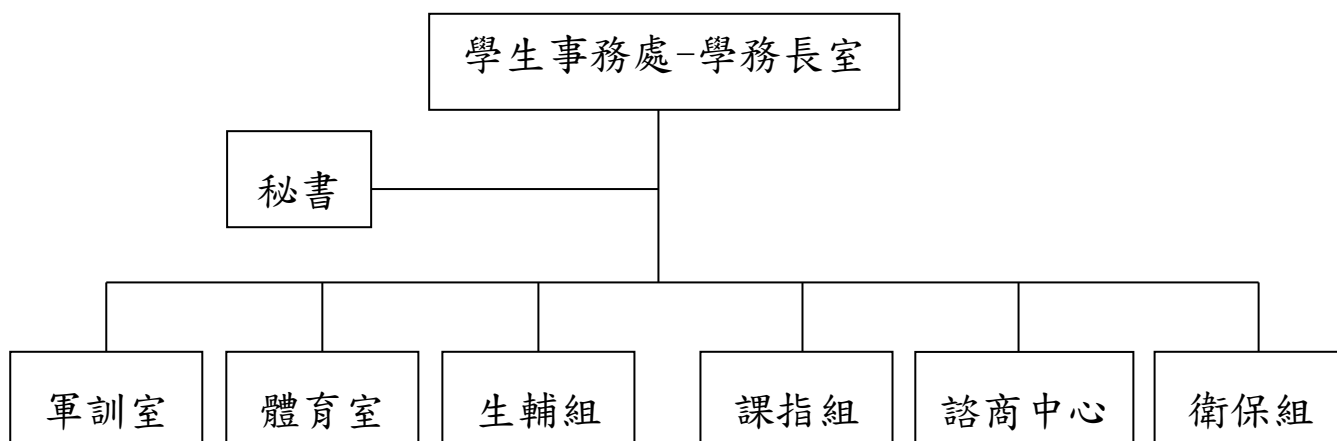 學生事務處-學務長室
秘書
軍訓室
體育室
生輔組
課指組
諮商中心
衛保組